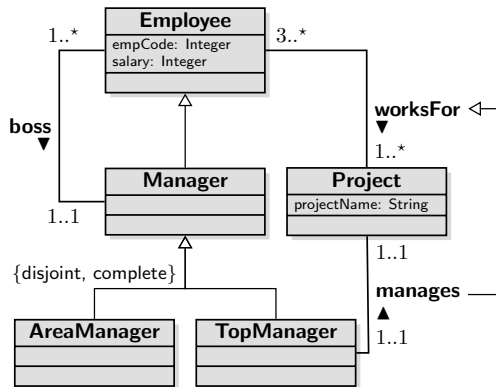 Employee
1..* 3..*
empCode: Integer
salary: Integer
boss
▼
worksFor
▼
1..*
Manager
Project
projectName: String
1..1
1..1
{disjoint, complete}
manages
▲
1..1
AreaManager
TopManager